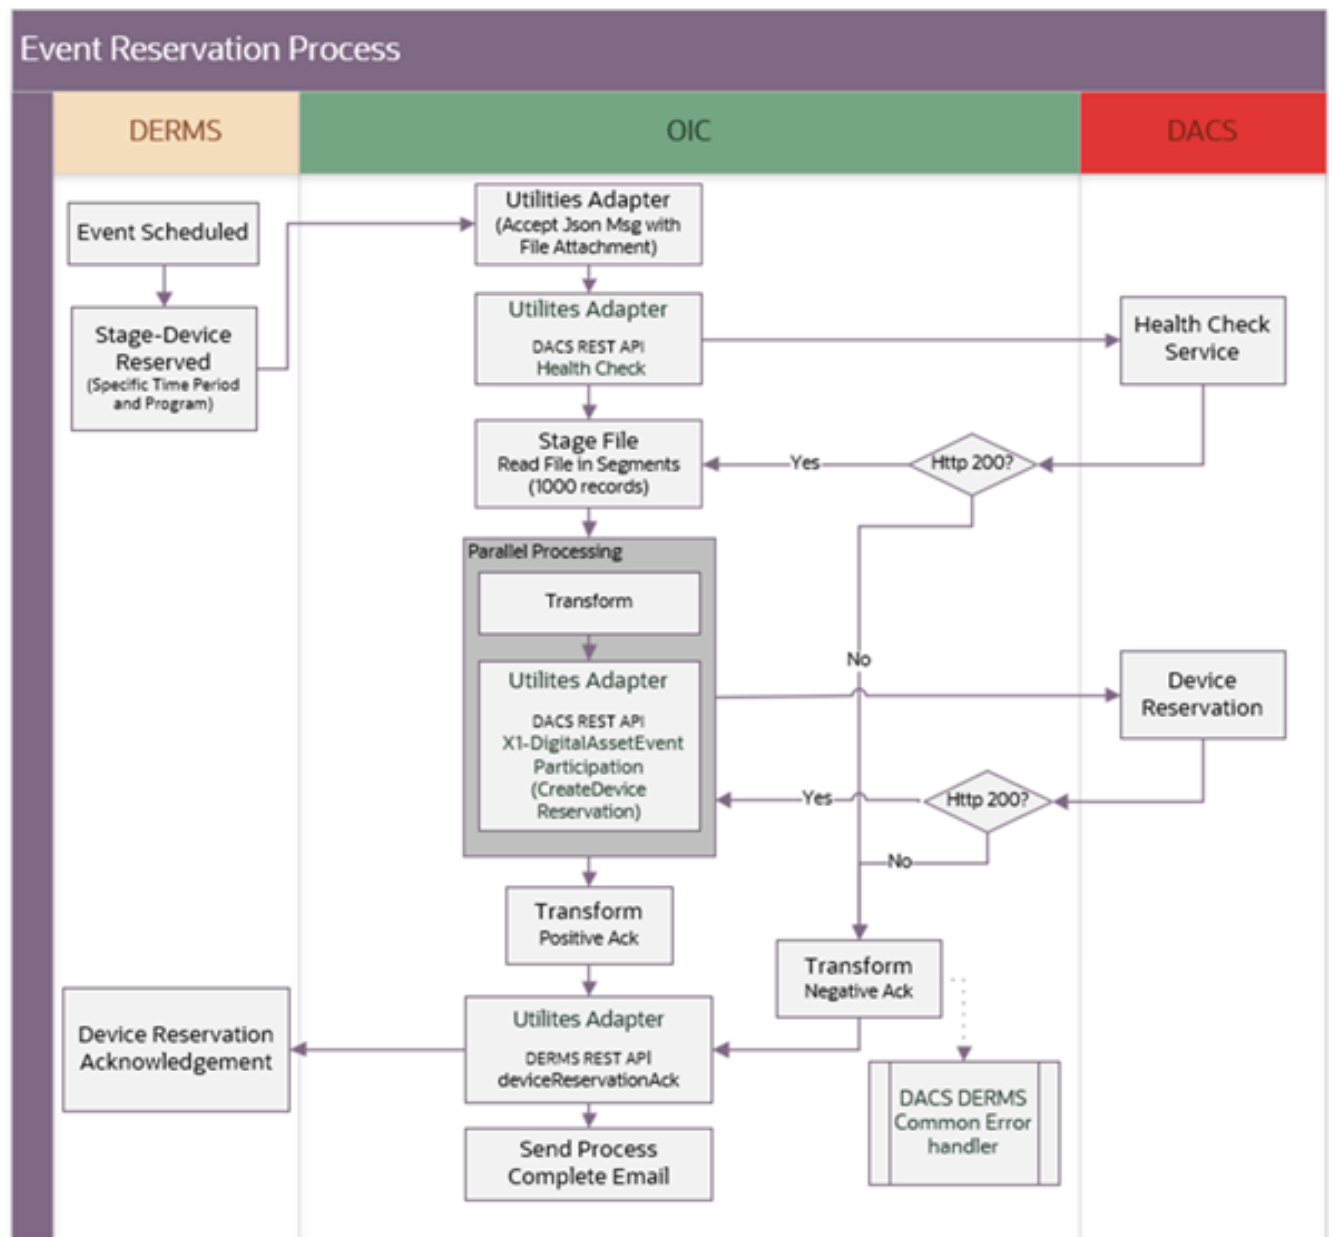 Event Reservation Process
DERMS
OIC
DACS
Event Scheduled
Stage-Device
Reserved
(Specific Time Period
and Program)
Utilities Adapter
(Accept Json Msg with
File Attachment)
Utilites Adapter
DACS REST API
Health Check
Health Check
Service
Stage File
Read File in Segments
(1000 records)
Yes
Http 200?
Parallel Processing
Transform
No
Utilites Adapter
DACS REST API
X1-DigitalAssetEvent
Participation
(CreateDevice
Reservation)
Device
Reservation
Yes
Http 200?
No
Transform
Positive Ack
Transform
Negative Ack
Utilites Adapter
DERMS REST API
deviceReservationAck
Device Reservation
Acknowledgement
DACS DERMS
Common Error
handler
Send Process
Complete Email